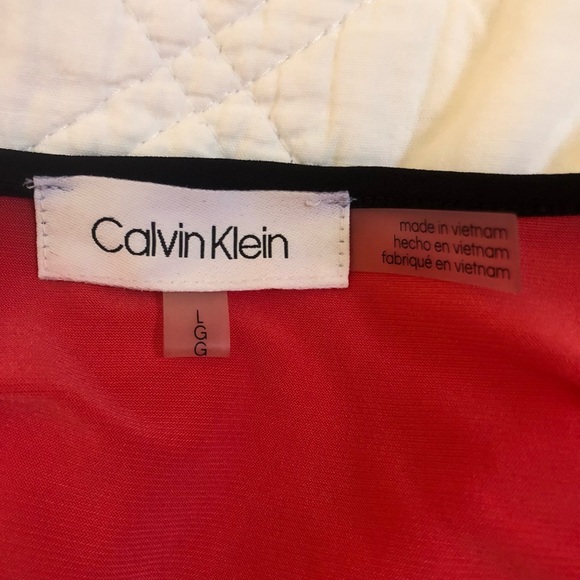 Calvin Klein
made in vietnam
hecho en vietnam
fabriqué en vietnam
L
G
G